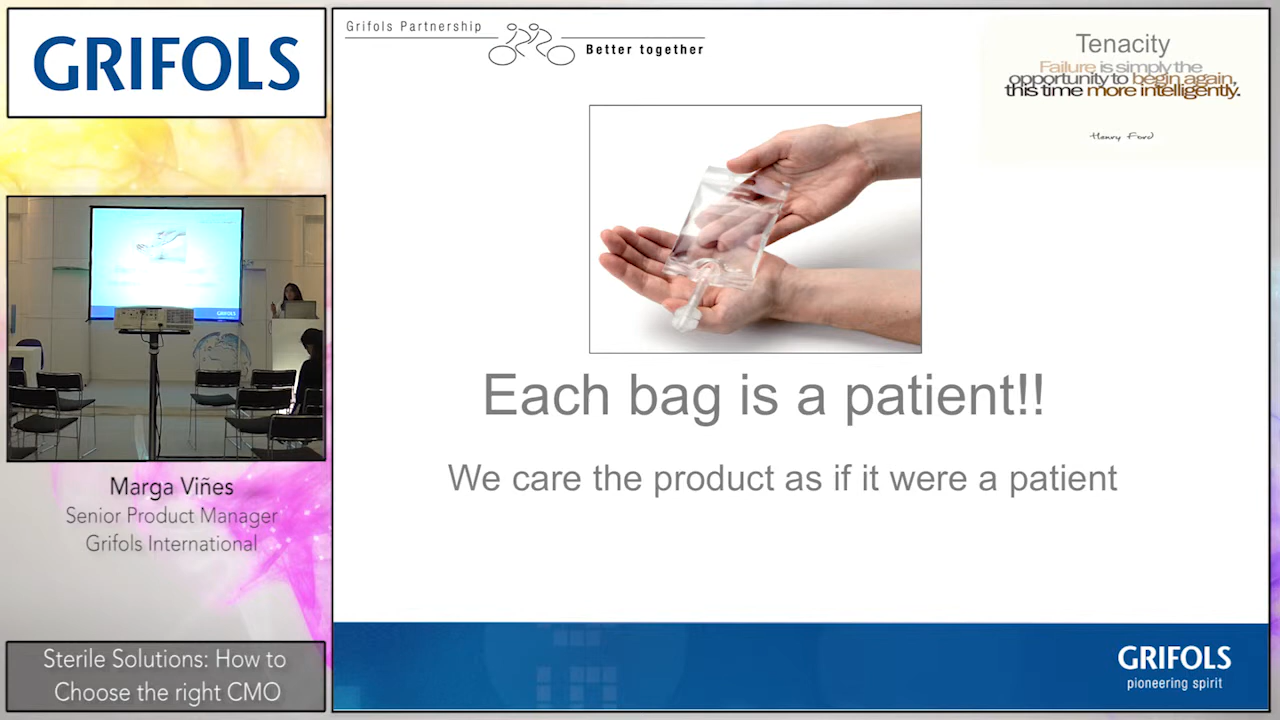 GRIFOLS
Marga Viñes
Senior Product Manager
Grifols International
Sterile Solutions: How to
Choose the right CMO
Grifols Partnership
Better together
Tenacity
Failure is simply the
opportunity to begin again,
this time more intelligently.
Henry Ford
Each bag is a patient!!
We care the product as if it were a patient
GRIFOLS
pioneering spirit
GRIFOLS